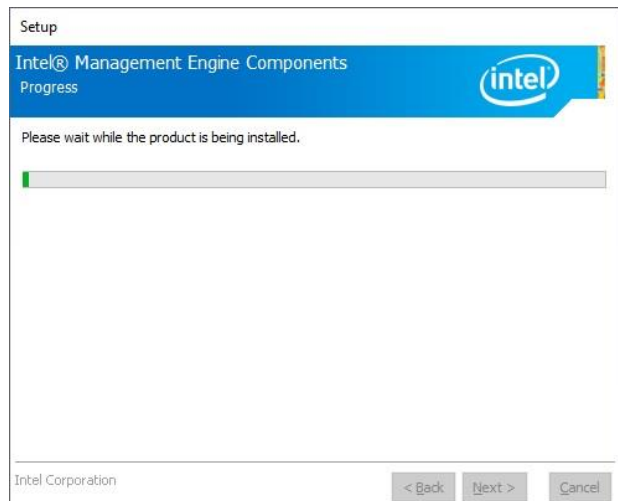 Setup
Intel® Management Engine Components
Progress
intel
Please wait while the product is being installed.
Intel Corporation
< Back Next > Cancel